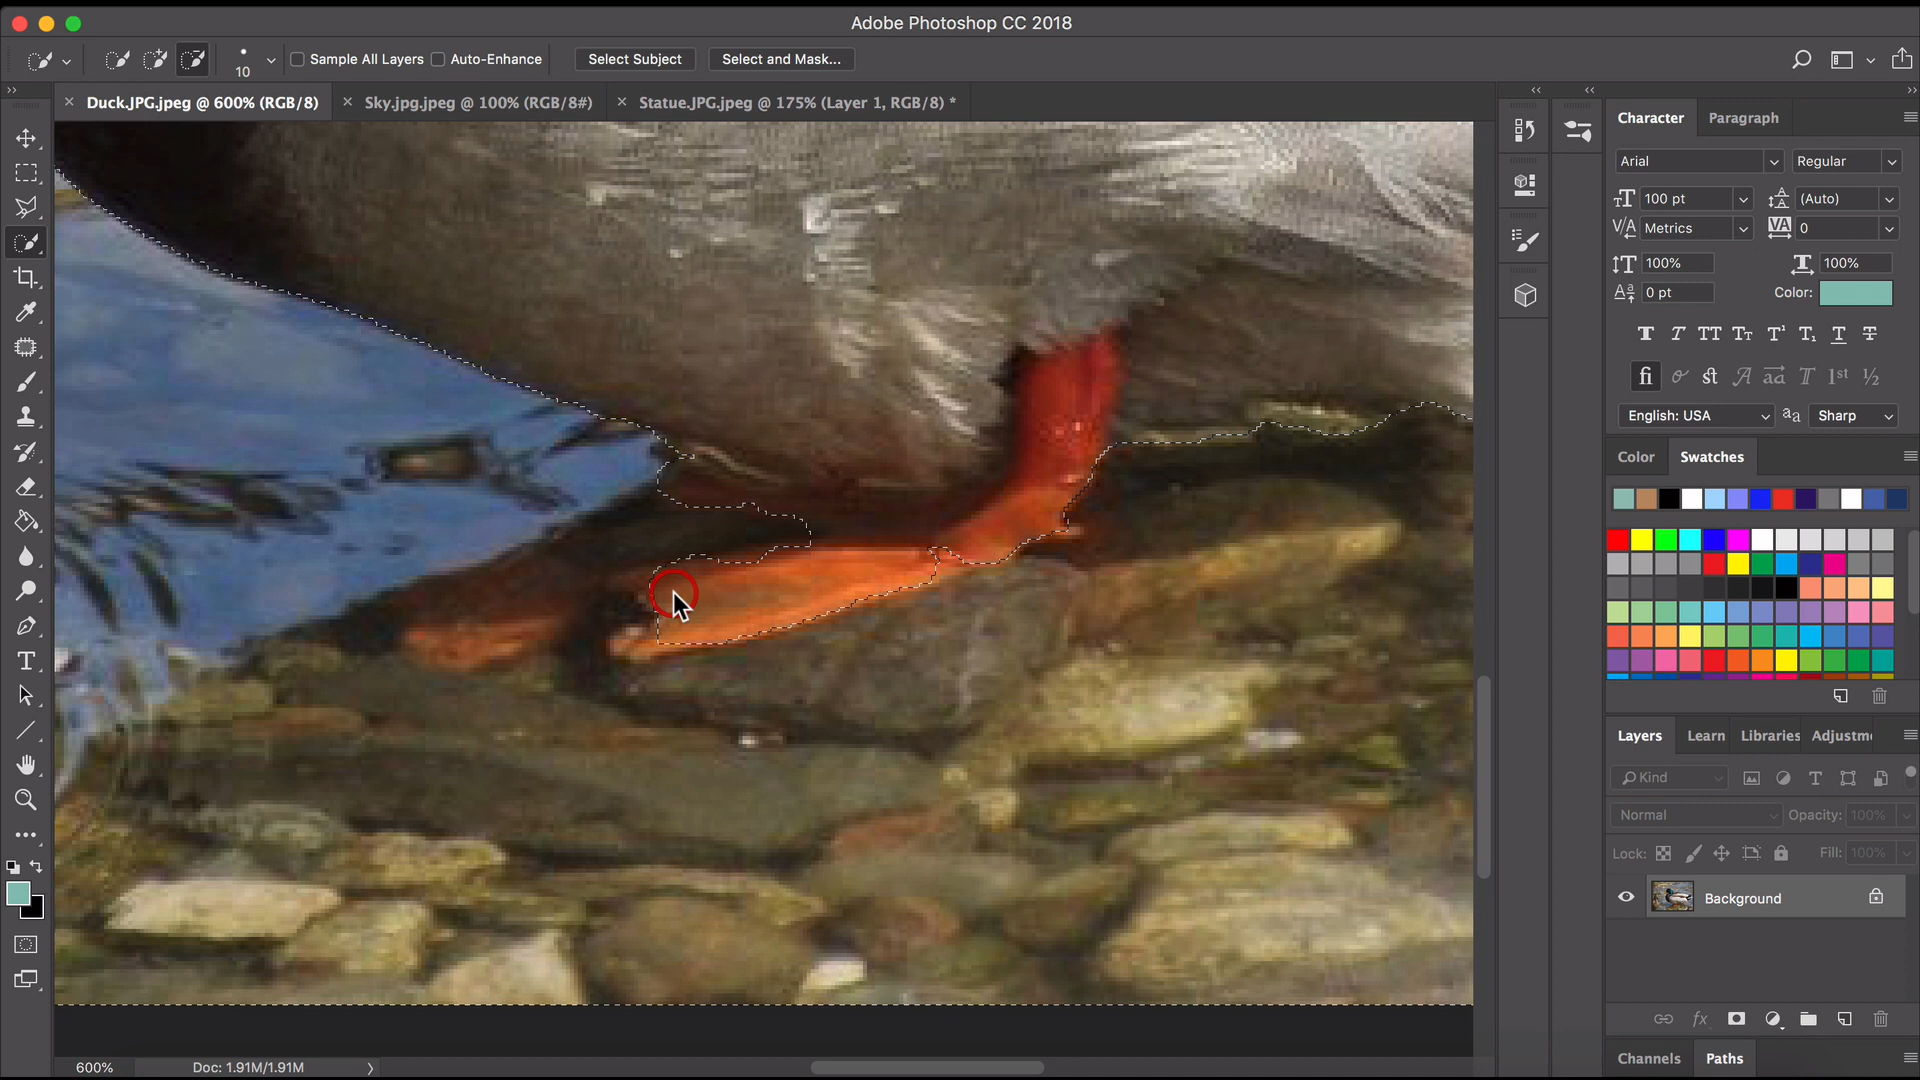 Adobe Photoshop CC 2018
10
Sample All Layers
Auto-Enhance
Select Subject
Select and Mask...
Duck.JPG.jpeg @ 600% (RGB/8)
Sky.jpg.jpeg @ 100% (RGB/8#)
Statue.JPG.jpeg @ 175% (Layer 1, RGB/8) *
Character
Paragraph
Arial
Regular
100 pt
(Auto)
Metrics
0
100%
100%
0 pt
Color:
English: USA
Sharp
Color
Swatches
Layers
Learn
Libraries
Adjustm
Kind
Normal
Opacity: 100%
Lock:
Fill: 100%
Background
Channels
Paths
600%
Doc: 1.91M/1.91M